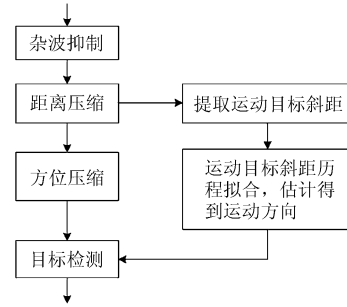 杂波抑制
距离压缩
提取运动目标斜距
方位压缩
运动目标斜距历
程拟合，估计得
到运动方向
目标检测